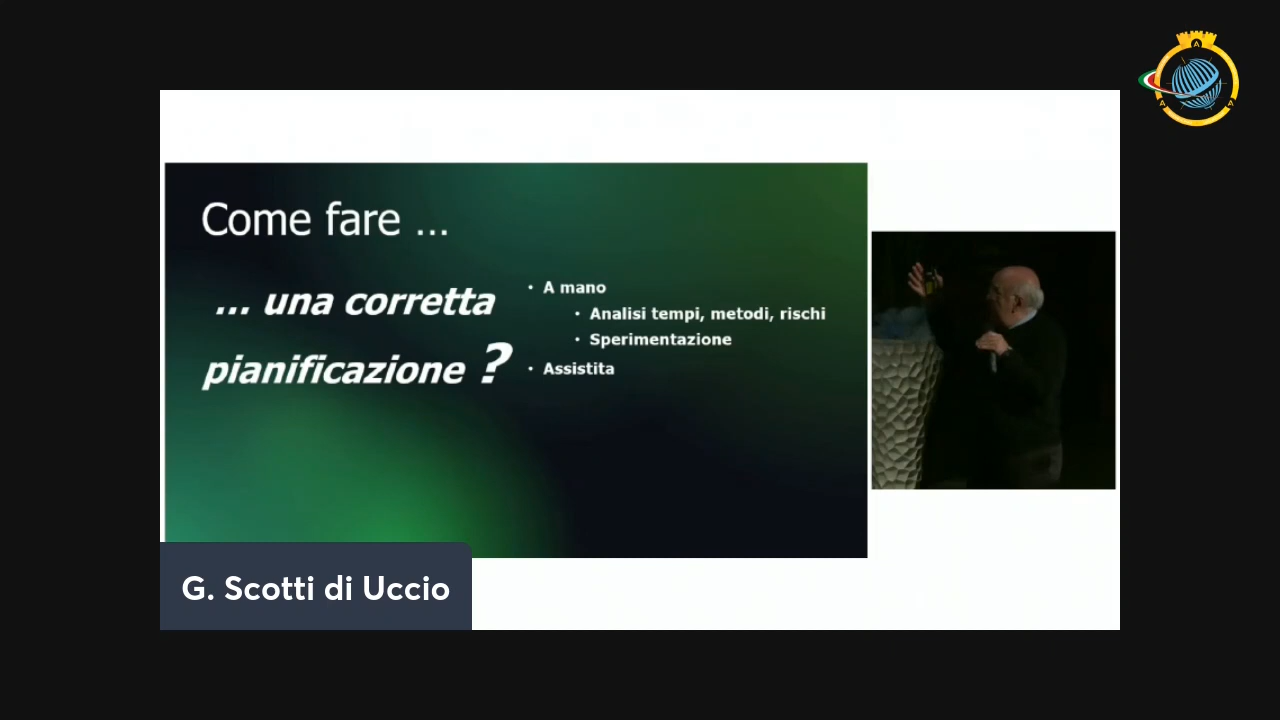 Come fare ...
... una corretta
pianificazione ?
• A mano
• Analisi tempi, metodi, rischi
• Sperimentazione
• Assistita
G. Scotti di Uccio